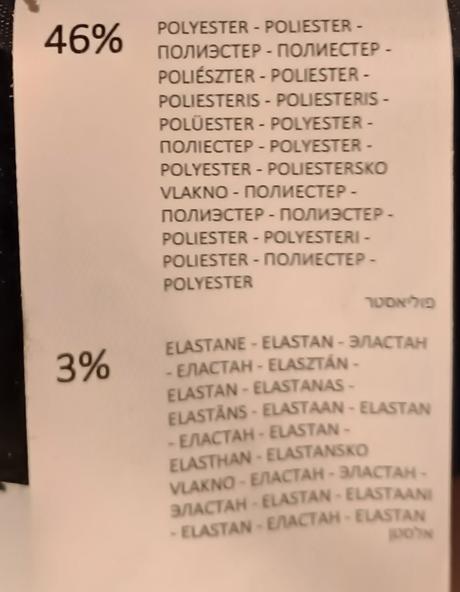 46%
POLYESTER - POLIESTER -
ПОЛИЭСТЕР - ПОЛИЕСТЕР -
POLIÉSZTER - POLIESTER -
POLIESTERIS - POLIESTERIS -
POLÜESTER - POLYESTER -
ПОЛІЕСТЕР - POLYESTER -
POLYESTER - POLIESTERSKO
VLAKNO - ПОЛИЕСТЕР -
ПОЛИЭСТЕР - ПОЛИЭСТЕР -
POLIESTER - POLYESTERI -
POLIESTER - ПОЛИЕСТЕР -
POLYESTER
פוליאסטר
3%
ELASTANE - ELASTAN - ЭЛАСТАН
- ЕЛАСТАН - ELASZTÁN -
ELASTAN - ELASTANAS -
ELASTĀNS - ELASTAAN - ELASTAN
- ЕЛАСТАН - ELASTAN -
ELASTHAN - ELASTANSKO
VLAKNO - ЕЛАСТАН - ЭЛАСТАН -
ЭЛАСТАН - ELASTAN - ELASTAANI
- ELASTAN - ЕЛАСТАН - ELASTAN
אלסטן